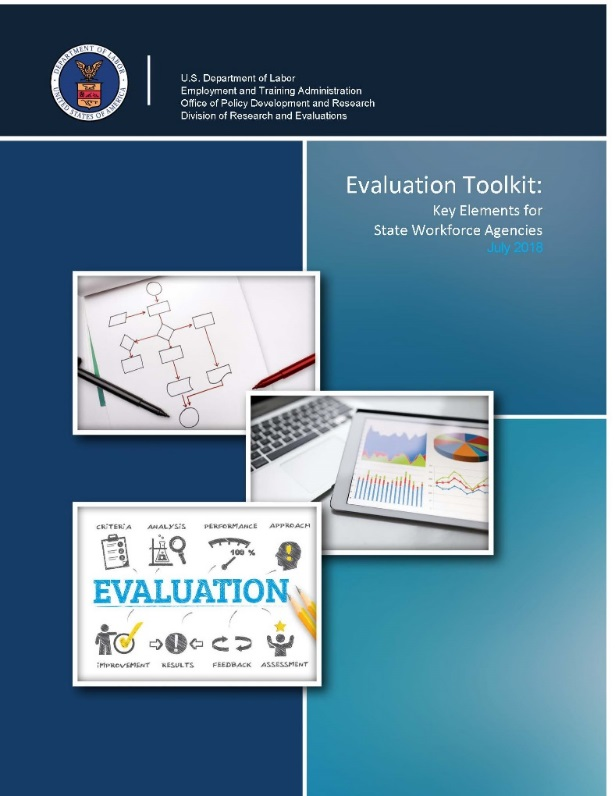 DEPARTMENT OF LABOR
UNITED STATES OF AMERICA
U.S. Department of Labor
Employment and Training Administration
Office of Policy Development and Research
Division of Research and Evaluations
Evaluation Toolkit:
Key Elements for
State Workforce Agencies
July 2018
CRITERIA ANALYSIS PERFORMANCE APPROACH
100 %
EVALUATION
IMPROVEMENT RESULTS FEEDBACK ASSESSMENT